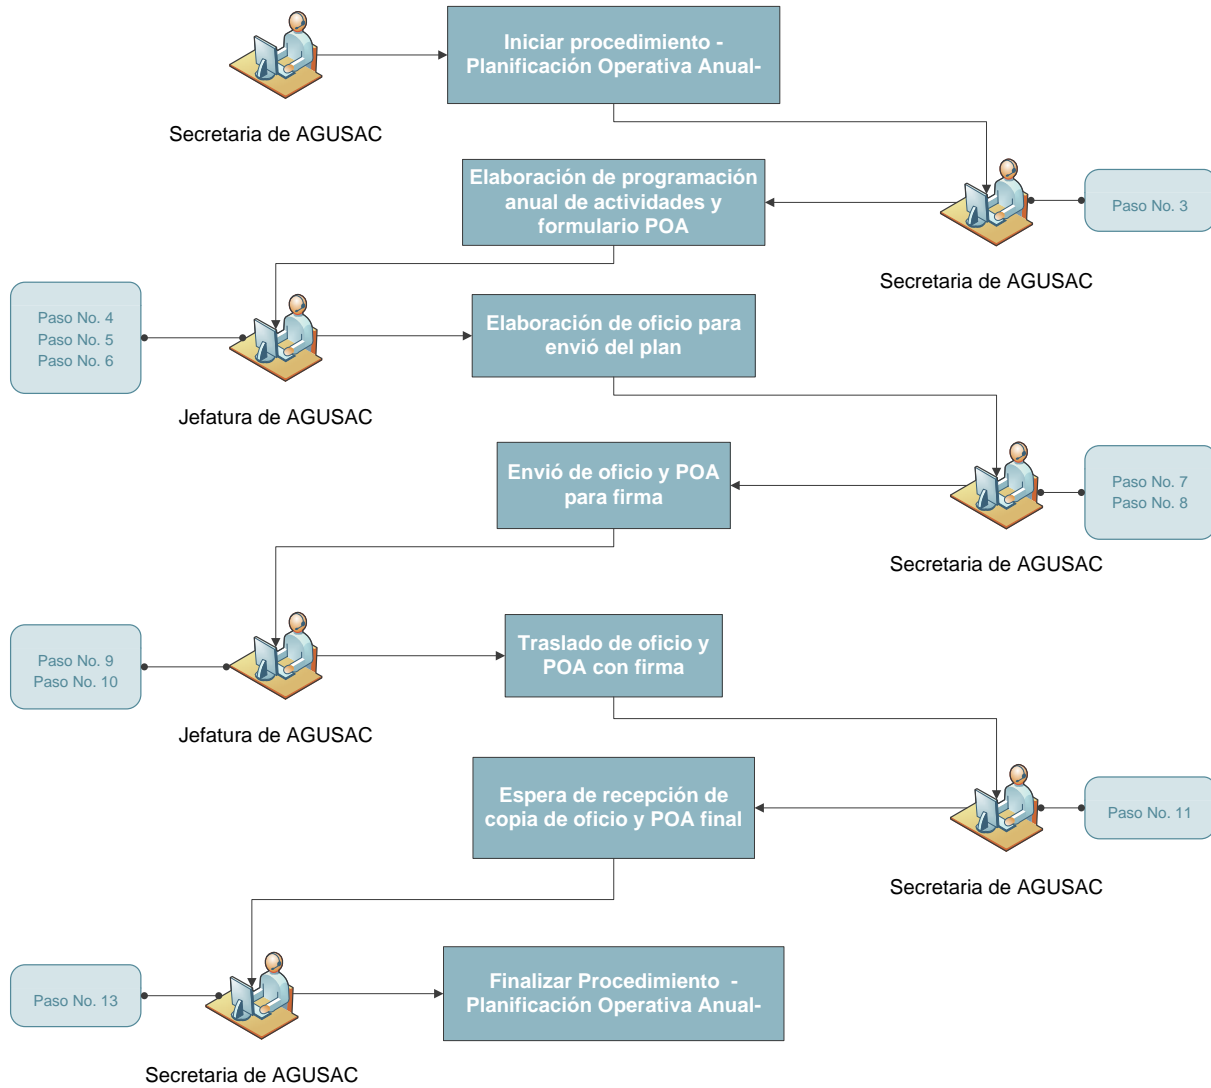 Iniciar procedimiento -
Planificación Operativa Anual-
Secretaria de AGUSAC
Elaboración de programación
anual de actividades y
formulario POA
Paso No. 3
Secretaria de AGUSAC
Paso No. 4
Paso No. 5
Paso No. 6
Elaboración de oficio para
envió del plan
Jefatura de AGUSAC
Envió de oficio y POA
para firma
Paso No. 7
Paso No. 8
Secretaria de AGUSAC
Paso No. 9
Paso No. 10
Traslado de oficio y
POA con firma
Jefatura de AGUSAC
Espera de recepción de
copia de oficio y POA final
Paso No. 11
Secretaria de AGUSAC
Paso No. 13
Finalizar Procedimiento -
Planificación Operativa Anual-
Secretaria de AGUSAC